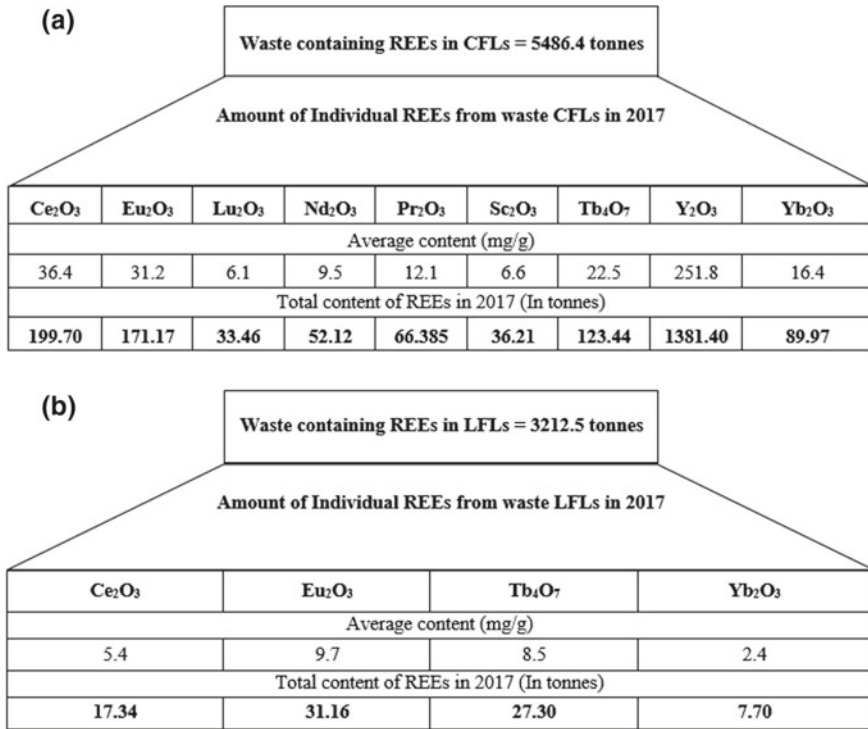 (a)
Waste containing REEs in CFLs = 5486.4 tonnes
Amount of Individual REEs from waste CFLs in 2017
Ce₂O₃ Eu₂O₃ Lu₂O₃ Nd₂O₃ Pr₂O₃ Sc₂O₃ Tb₄O₇ Y₂O₃ Yb₂O₃
Average content (mg/g)
36.4 31.2 6.1 9.5 12.1 6.6 22.5 251.8 16.4
Total content of REEs in 2017 (In tonnes)
199.70 171.17 33.46 52.12 66.385 36.21 123.44 1381.40 89.97
(b)
Waste containing REEs in LFLs = 3212.5 tonnes
Amount of Individual REEs from waste LFLs in 2017
Ce₂O₃ Eu₂O₃ Tb₄O₇ Yb₂O₃
Average content (mg/g)
5.4 9.7 8.5 2.4
Total content of REEs in 2017 (In tonnes)
17.34 31.16 27.30 7.70